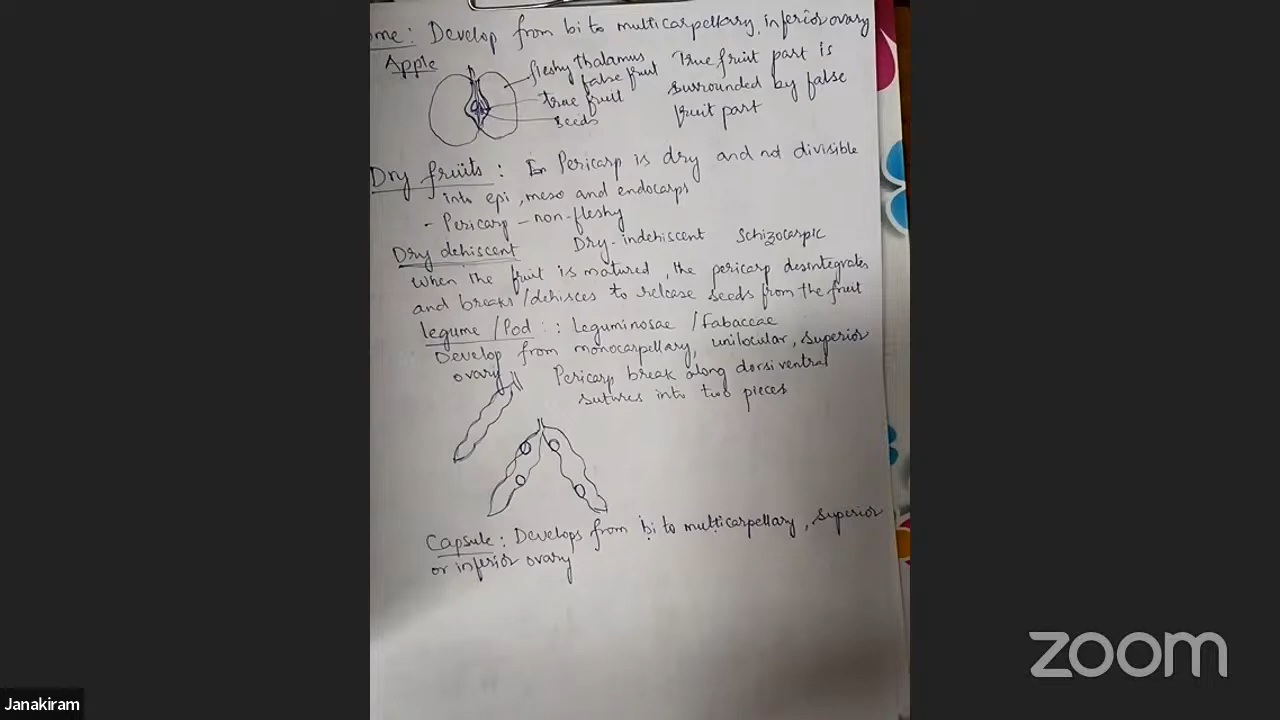 ome: Develop from bi to multicarpellary, inferior ovary
Apple
fleshy thalamus
false fruit
true fruit
seeds
True fruit part is
surrounded by false
fruit part
Dry fruits : Pericarp is dry and not divisible
into epi, meso and endocarps
- Pericarp - non-fleshy
Dry dehiscent Dry-indehiscent Schizocarpic
When the fruit is matured, the pericarp desintegrates
and breaks/dehisces to release seeds from the fruit
legume /Pod : : Leguminosae /Fabaceae
Develop from monocarpellary, unilocular, superior
ovary
Pericarp break along dorsiventral
sutures into two pieces
Capsule: Develops from bi to multicarpellary, superior
or inferior ovary
zoom
Janakiram